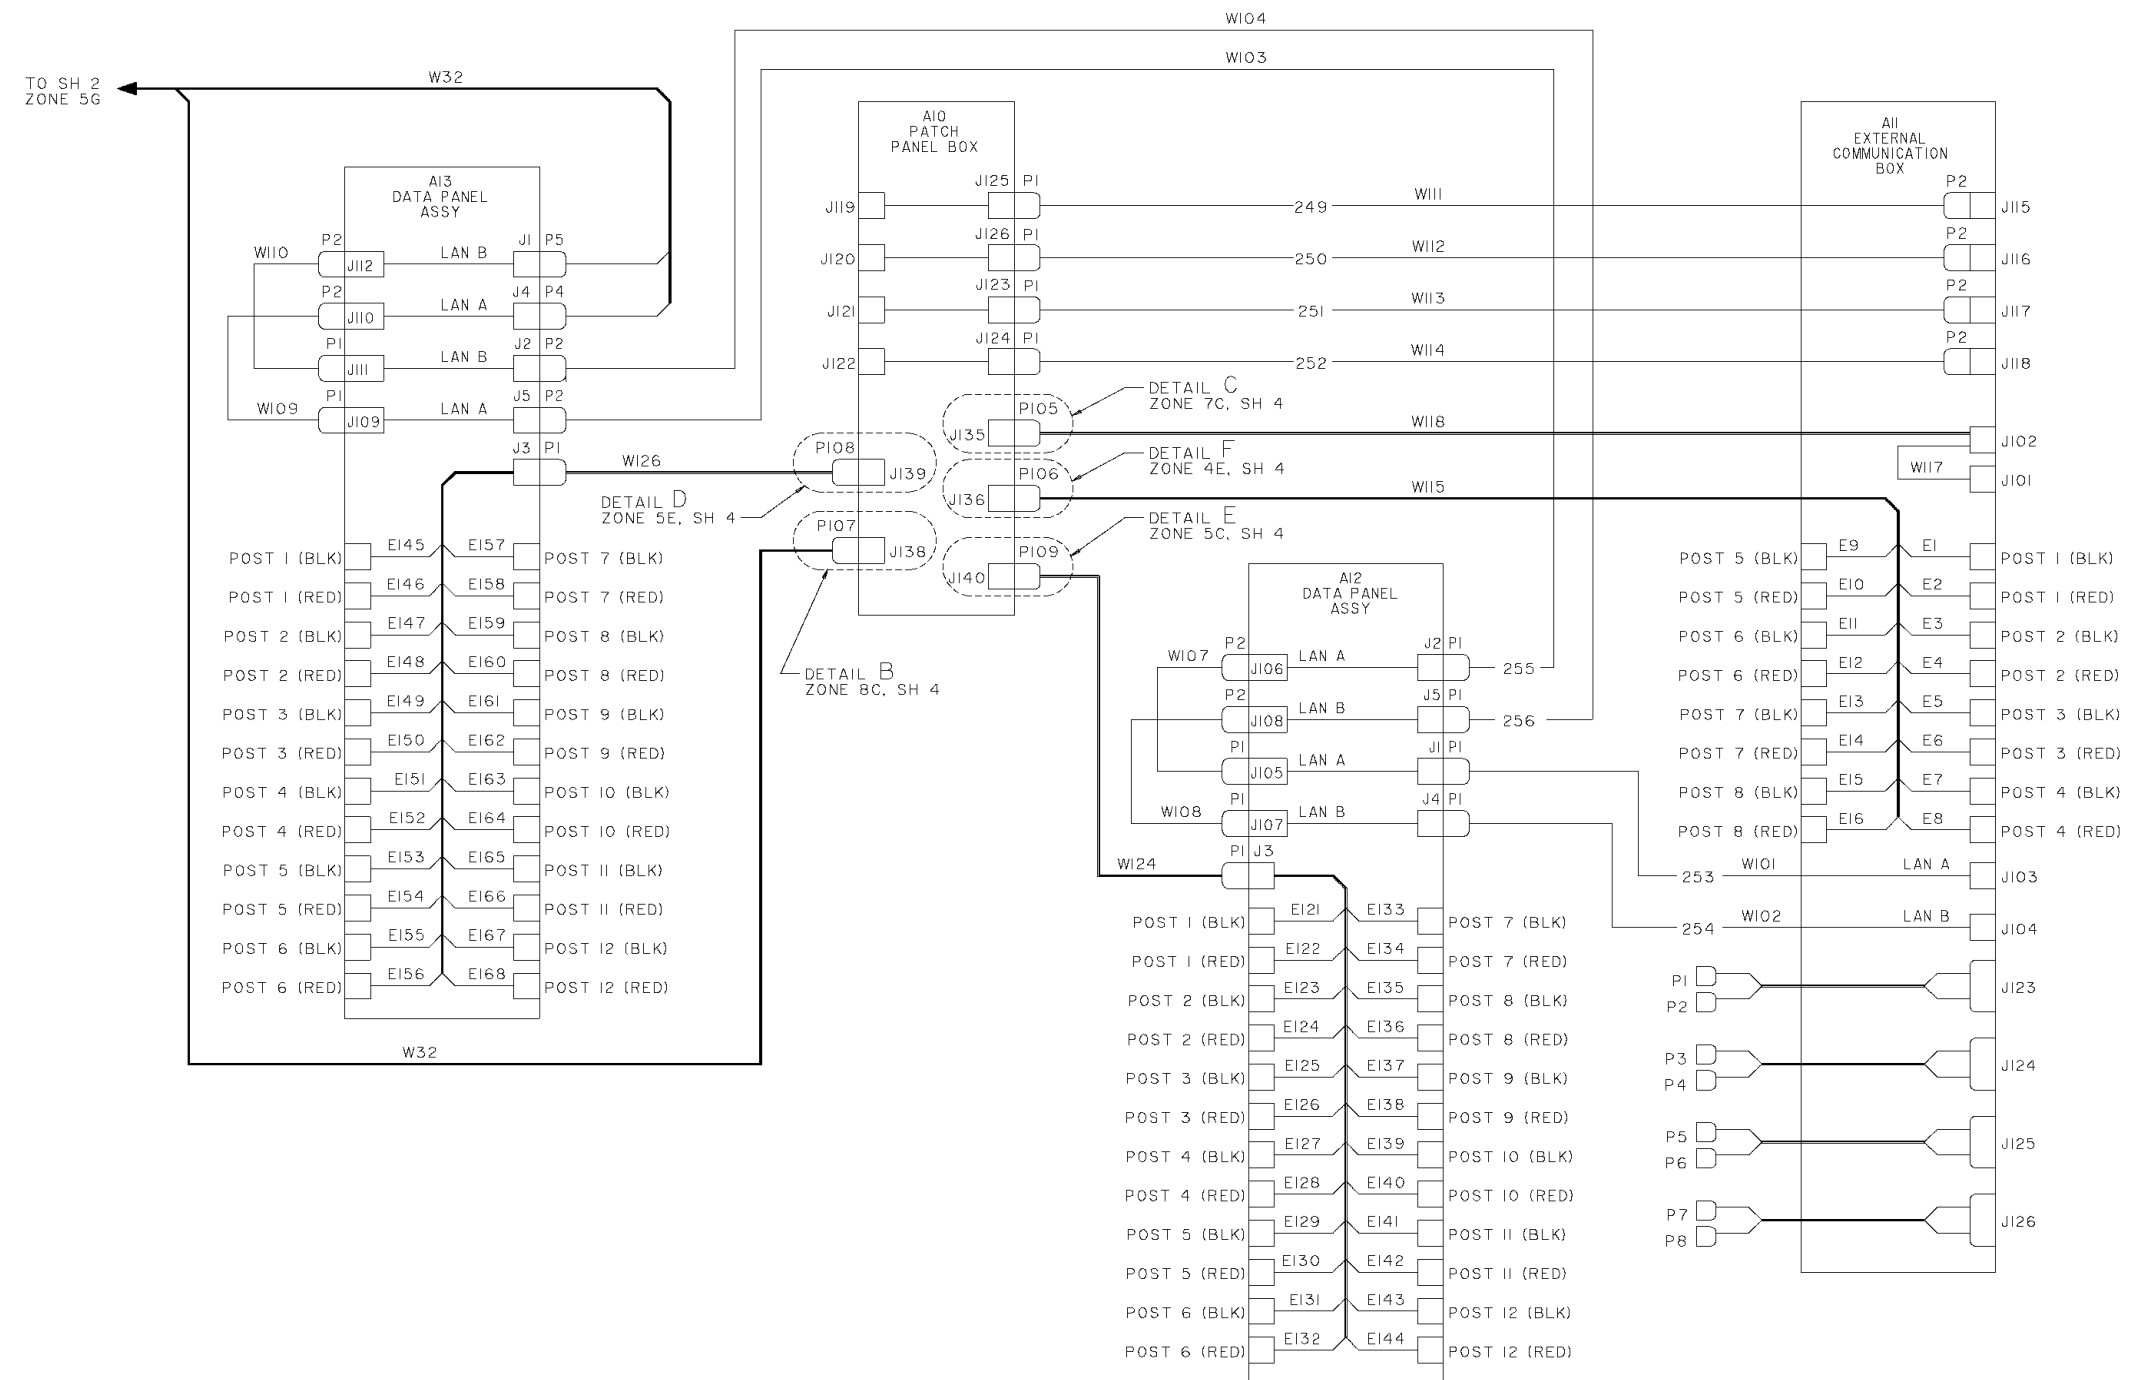 W104
W103
W32
TO SH 2
ZONE 5G
A13
DATA PANEL
ASSY
P2
J1 P5
W110
J112
LAN B
P2
J4 P4
J110
LAN A
P1
J2 P2
J111
LAN B
P1
J5 P2
W109
J109
LAN A
J3 P1
W126
POST 1 (BLK)
E145
E157
POST 7 (BLK)
POST 1 (RED)
E146
E158
POST 7 (RED)
POST 2 (BLK)
E147
E159
POST 8 (BLK)
POST 2 (RED)
E148
E160
POST 8 (RED)
POST 3 (BLK)
E149
E161
POST 9 (BLK)
POST 3 (RED)
E150
E162
POST 9 (RED)
POST 4 (BLK)
E151
E163
POST 10 (BLK)
POST 4 (RED)
E152
E164
POST 10 (RED)
POST 5 (BLK)
E153
E165
POST 11 (BLK)
POST 5 (RED)
E154
E166
POST 11 (RED)
POST 6 (BLK)
E155
E167
POST 12 (BLK)
POST 6 (RED)
E156
E168
POST 12 (RED)
W32
A10
PATCH
PANEL BOX
J119
J125 P1
249
W111
J120
J126 P1
250
W112
J121
J123 P1
251
W113
J122
J124 P1
252
W114
DETAIL C
ZONE 7C, SH 4
P105
J135
W118
P108
J139
DETAIL D
ZONE 5E, SH 4
DETAIL F
ZONE 4E, SH 4
P106
J136
W115
P107
J138
DETAIL E
ZONE 5C, SH 4
P109
J140
DETAIL B
ZONE 8C, SH 4
A12
DATA PANEL
ASSY
P2
J2 P1
W107
J106
LAN A
255
P2
J5 P1
J108
LAN B
256
P1
J1 P1
J105
LAN A
P1
J4 P1
W108
J107
LAN B
P1 J3
W124
POST 1 (BLK)
E121
E133
POST 7 (BLK)
POST 1 (RED)
E122
E134
POST 7 (RED)
POST 2 (BLK)
E123
E135
POST 8 (BLK)
POST 2 (RED)
E124
E136
POST 8 (RED)
POST 3 (BLK)
E125
E137
POST 9 (BLK)
POST 3 (RED)
E126
E138
POST 9 (RED)
POST 4 (BLK)
E127
E139
POST 10 (BLK)
POST 4 (RED)
E128
E140
POST 10 (RED)
POST 5 (BLK)
E129
E141
POST 11 (BLK)
POST 5 (RED)
E130
E142
POST 11 (RED)
POST 6 (BLK)
E131
E143
POST 12 (BLK)
POST 6 (RED)
E132
E144
POST 12 (RED)
A11
EXTERNAL
COMMUNICATION
BOX
P2
J115
P2
J116
P2
J117
P2
J118
J102
W117
J101
POST 5 (BLK)
E9
E1
POST 1 (BLK)
POST 5 (RED)
E10
E2
POST 1 (RED)
POST 6 (BLK)
E11
E3
POST 2 (BLK)
POST 6 (RED)
E12
E4
POST 2 (RED)
POST 7 (BLK)
E13
E5
POST 3 (BLK)
POST 7 (RED)
E14
E6
POST 3 (RED)
POST 8 (BLK)
E15
E7
POST 4 (BLK)
POST 8 (RED)
E16
E8
POST 4 (RED)
253
W101
LAN A
J103
254
W102
LAN B
J104
P1
P2
J123
P3
P4
J124
P5
P6
J125
P7
P8
J126